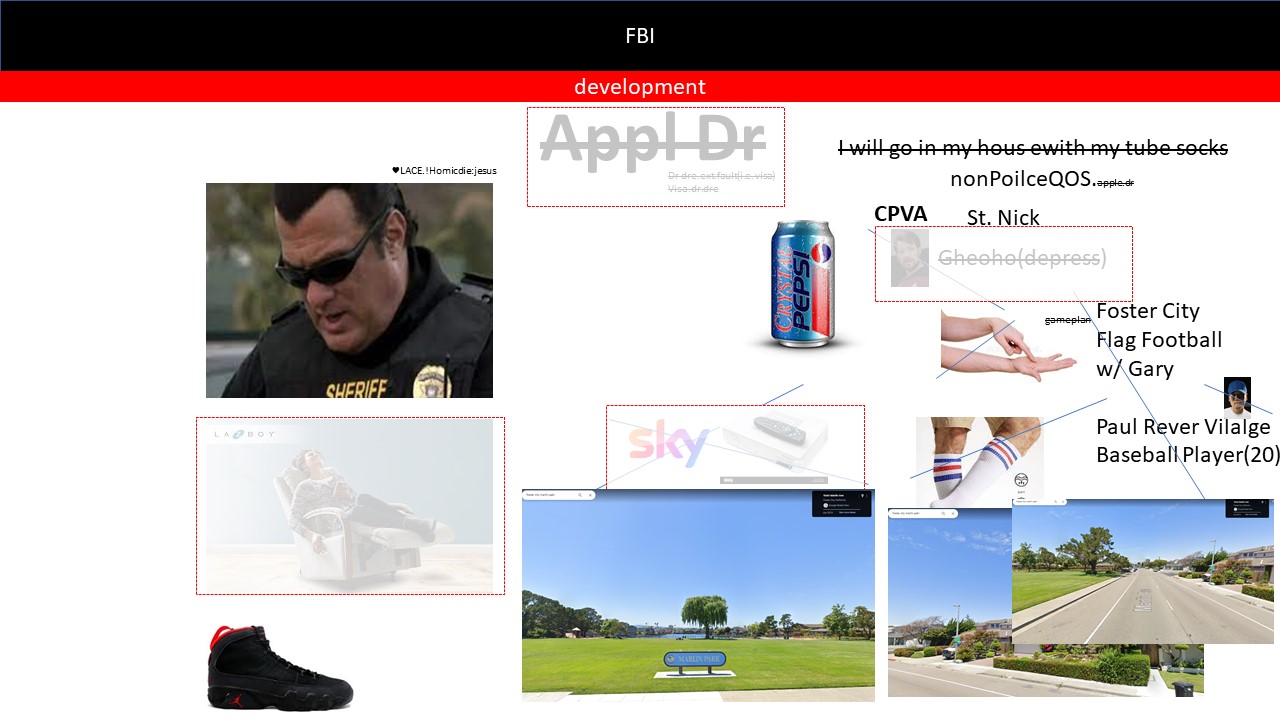 FBI
development
Appl Dr
Dr dre.ext.fault(i.e. visa)
Visa.dr.dre
I will go in my hous ewith my tube socks
nonPoilceQOS.apple.dr
♥LACE.!Homicdie:jesus
CPVA
St. Nick
Gheoho(depress)
CRYSTAL
PEPSI
gameplan
Foster City
Flag Football
w/ Gary
SHERIFF
LA Z BOY
sky
Paul Rever Vilalge
Baseball Player(20)
MARLIN PARK